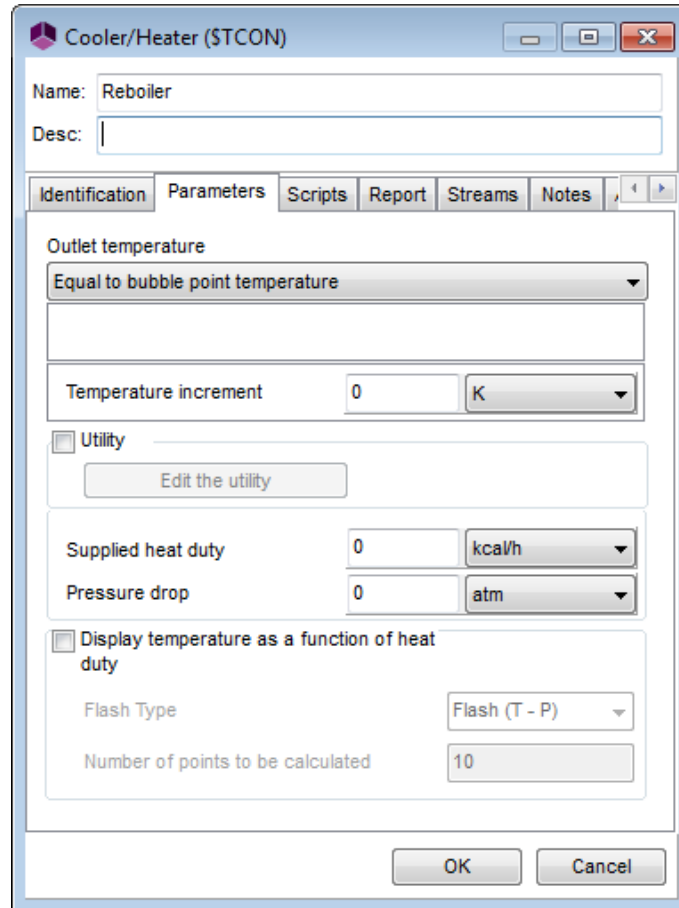 Cooler/Heater ($TCON)
Name: Reboiler
Desc:
Identification Parameters Scripts Report Streams Notes
Outlet temperature
Equal to bubble point temperature
Temperature increment 0 K
Utility
Edit the utility
Supplied heat duty 0 kcal/h
Pressure drop 0 atm
Display temperature as a function of heat
duty
Flash Type Flash (T - P)
Number of points to be calculated 10
OK Cancel